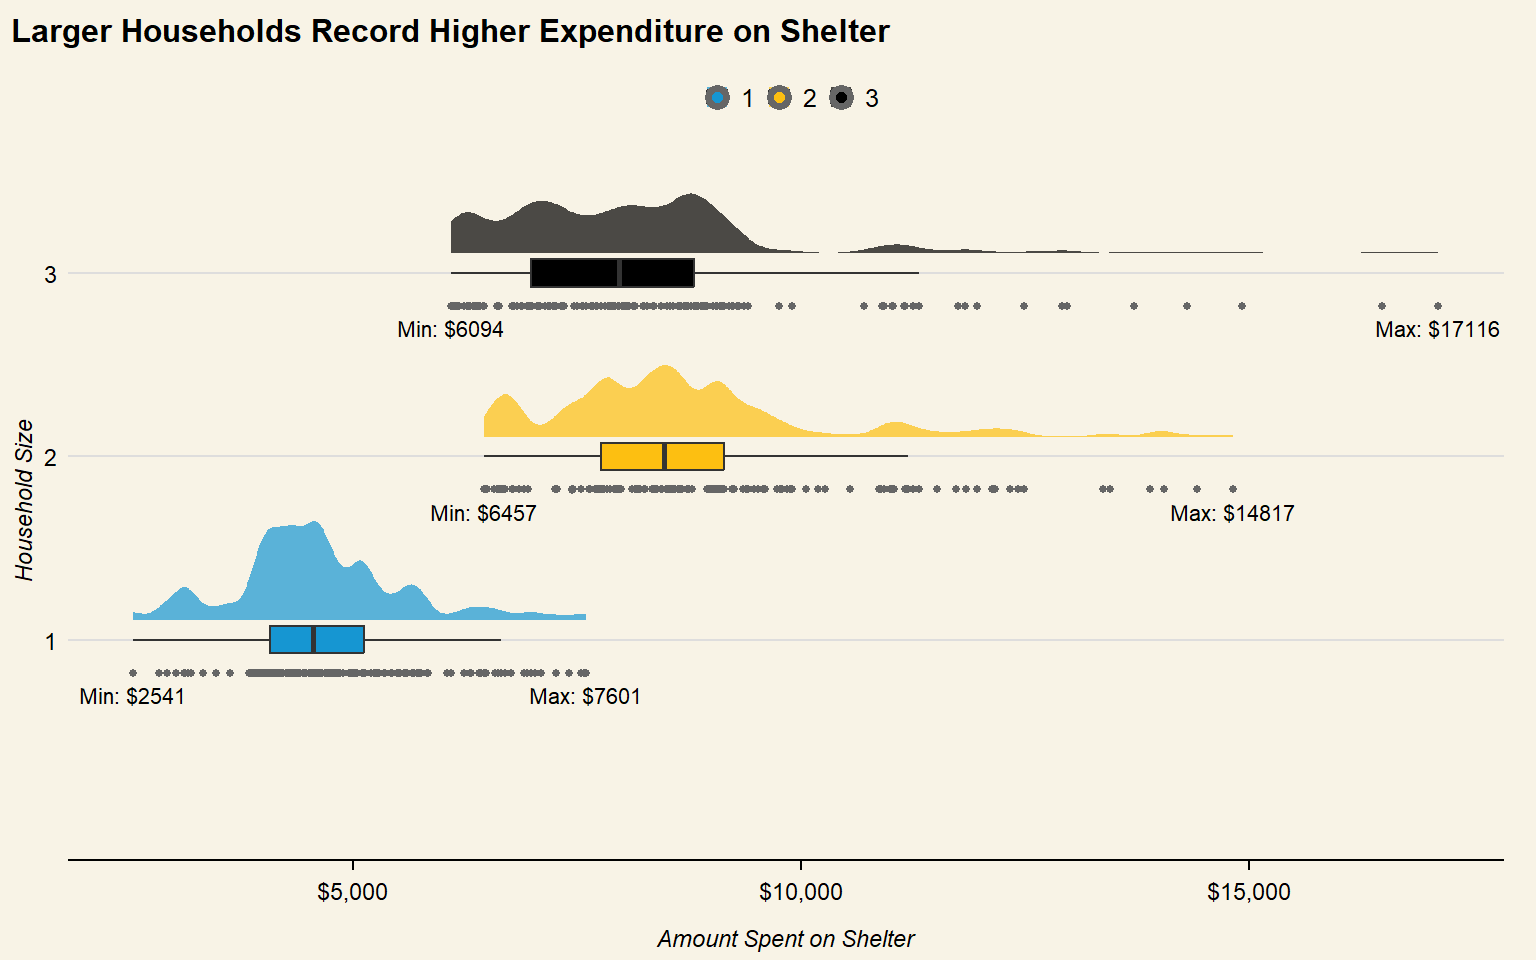 Larger Households Record Higher Expenditure on Shelter
1 2 3
3
Min: $6094 Max: $17116
Household Size
2
Min: $6457 Max: $14817
1
Min: $2541 Max: $7601
$5,000 $10,000 $15,000
Amount Spent on Shelter